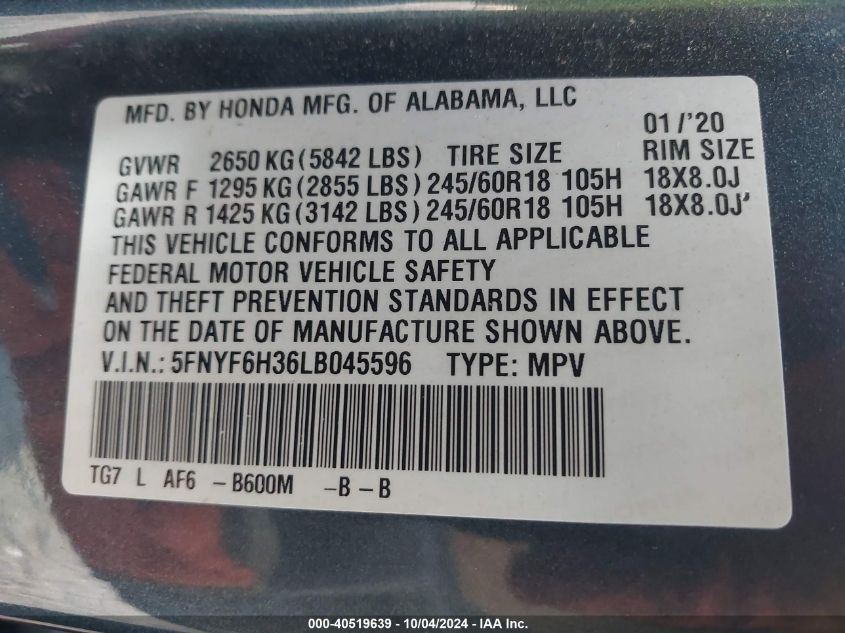 MFD. BY HONDA MFG. OF ALABAMA, LLC
01/'20
GVWR 2650 KG (5842 LBS) TIRE SIZE RIM SIZE
GAWR F 1295 KG (2855 LBS) 245/60R18 105H 18X8.0J
GAWR R 1425 KG (3142 LBS) 245/60R18 105H 18X8.0J'
THIS VEHICLE CONFORMS TO ALL APPLICABLE
FEDERAL MOTOR VEHICLE SAFETY
AND THEFT PREVENTION STANDARDS IN EFFECT
ON THE DATE OF MANUFACTURE SHOWN ABOVE.
V.I.N.: 5FNYF6H36LB045596 TYPE: MPV
TG7 L AF6 -B600M -B-B
000-40519639 - 10/04/2024 - IAAI.com